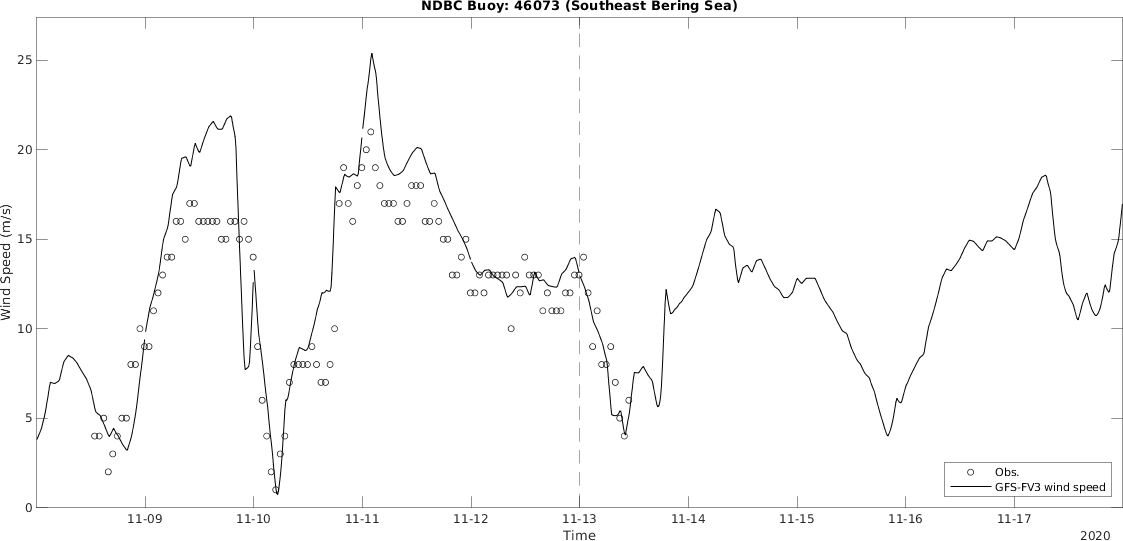 NDBC Buoy: 46073 (Southeast Bering Sea)
25
20
15
10
5
0
Wind Speed (m/s)
Obs.
GFS-FV3 wind speed
11-09 11-10 11-11 11-12 11-13 11-14 11-15 11-16 11-17
Time
2020